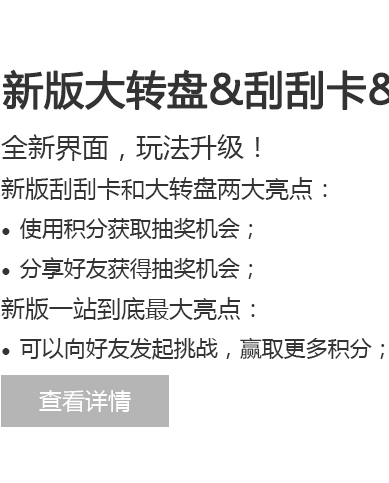 新版大转盘&刮刮卡&
全新界面，玩法升级！
新版刮刮卡和大转盘两大亮点：
• 使用积分获取抽奖机会；
• 分享好友获得抽奖机会；
新版一站到底最大亮点：
• 可以向好友发起挑战，赢取更多积分；
查看详情